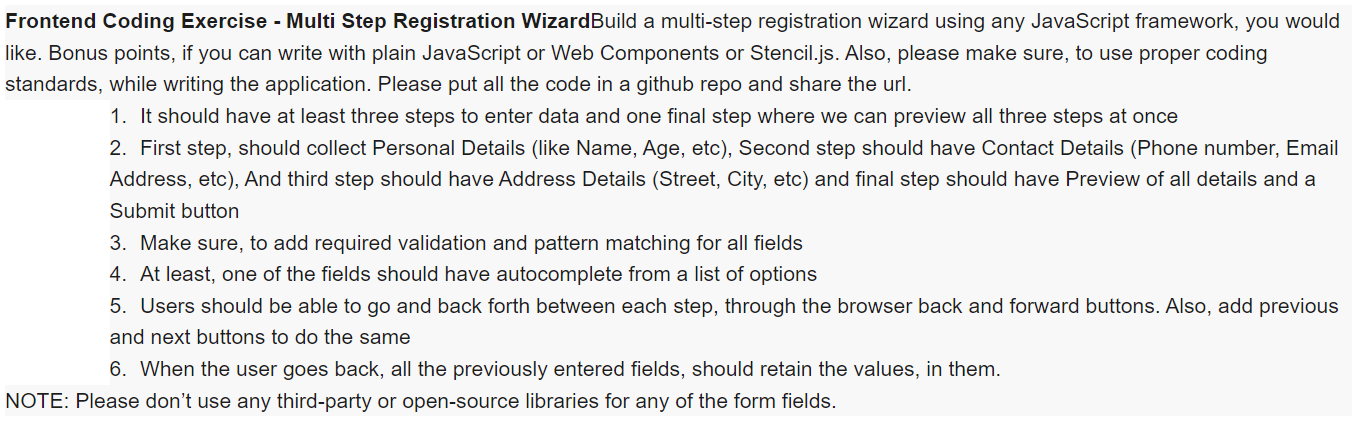 Frontend Coding Exercise - Multi Step Registration WizardBuild a multi-step registration wizard using any JavaScript framework, you would
like. Bonus points, if you can write with plain JavaScript or Web Components or Stencil.js. Also, please make sure, to use proper coding
standards, while writing the application. Please put all the code in a github repo and share the url.
1. It should have at least three steps to enter data and one final step where we can preview all three steps at once
2. First step, should collect Personal Details (like Name, Age, etc), Second step should have Contact Details (Phone number, Email
Address, etc), And third step should have Address Details (Street, City, etc) and final step should have Preview of all details and a
Submit button
3. Make sure, to add required validation and pattern matching for all fields
4. At least, one of the fields should have autocomplete from a list of options
5. Users should be able to go and back forth between each step, through the browser back and forward buttons. Also, add previous
and next buttons to do the same
6. When the user goes back, all the previously entered fields, should retain the values, in them.
NOTE: Please don’t use any third-party or open-source libraries for any of the form fields.